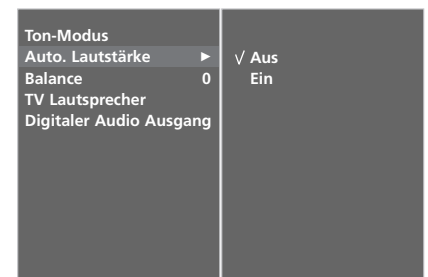 Ton-Modus
Auto. Lautstärke ► √ Aus
Balance 0 Ein
TV Lautsprecher
Digitaler Audio Ausgang